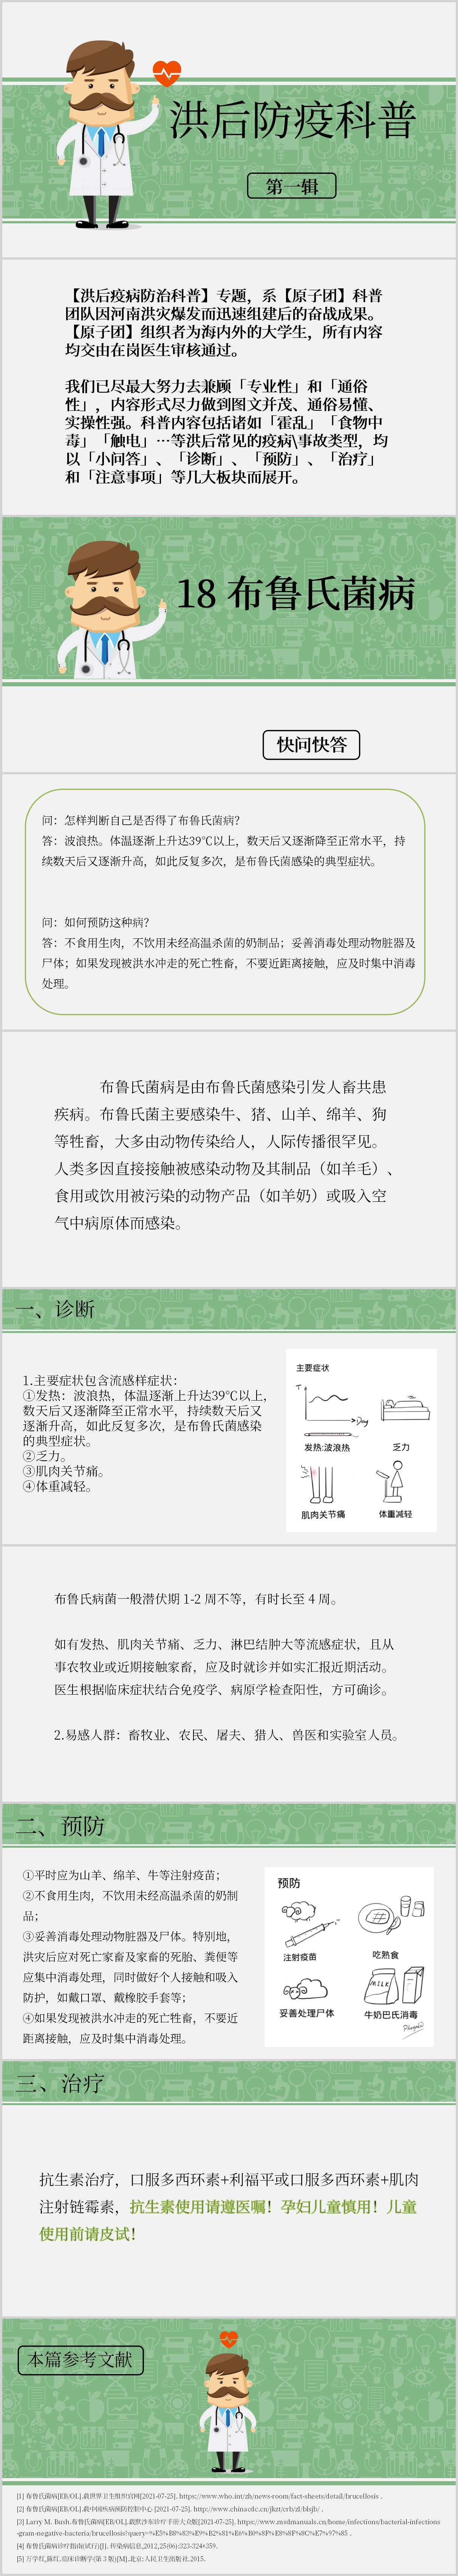 洪后防疫科普
第一辑
【洪后疫病防治科普】专题，系【原子团】科普
团队因河南洪灾爆发而迅速组建后的奋战成果。
【原子团】组织者为海内外的大学生，所有内容
均交由在岗医生审核通过。
我们已尽最大努力去兼顾「专业性」和「通俗
性」，内容形式尽力做到图文并茂、通俗易懂、
实操性强。科普内容包括诸如「霍乱」「食物中
毒」「触电」…等洪后常见的疫病\事故类型，均
以「小问答」、「诊断」、「预防」、「治疗」
和「注意事项」等几大板块而展开。
18 布鲁氏菌病
快问快答
问：怎样判断自己是否得了布鲁氏菌病？
答：波浪热。体温逐渐上升达39℃以上，数天后又逐渐降至正常水平，持
续数天后又逐渐升高，如此反复多次，是布鲁氏菌感染的典型症状。
问：如何预防这种病？
答：不食用生肉，不饮用未经高温杀菌的奶制品；妥善消毒处理动物脏器及
尸体；如果发现被洪水冲走的死亡牲畜，不要近距离接触，应及时集中消毒
处理。
布鲁氏菌病是由布鲁氏菌感染引发人畜共患
疾病。布鲁氏菌主要感染牛、猪、山羊、绵羊、狗
等牲畜，大多由动物传染给人，人际传播很罕见。
人类多因直接接触被感染动物及其制品（如羊毛）、
食用或饮用被污染的动物产品（如羊奶）或吸入空
气中病原体而感染。
一、诊断
1.主要症状包含流感样症状：
①发热：波浪热，体温逐渐上升达39℃以上，
数天后又逐渐降至正常水平，持续数天后又
逐渐升高，如此反复多次，是布鲁氏菌感染
的典型症状。
②乏力。
③肌肉关节痛。
④体重减轻。
主要症状
T
Day
发热:波浪热
乏力
肌肉关节痛
体重减轻
布鲁氏病菌一般潜伏期 1-2 周不等，有时长至 4 周。
如有发热、肌肉关节痛、乏力、淋巴结肿大等流感症状，且从
事农牧业或近期接触家畜，应及时就诊并如实汇报近期活动。
医生根据临床症状结合免疫学、病原学检查阳性，方可确诊。
2.易感人群：畜牧业、农民、屠夫、猎人、兽医和实验室人员。
二、预防
①平时应为山羊、绵羊、牛等注射疫苗；
②不食用生肉，不饮用未经高温杀菌的奶制
品；
③妥善消毒处理动物脏器及尸体。特别地，
洪灾后应对死亡家畜及家畜的死胎、粪便等
应集中消毒处理，同时做好个人接触和吸入
防护，如戴口罩、戴橡胶手套等；
④如果发现被洪水冲走的死亡牲畜，不要近
距离接触，应及时集中消毒处理。
预防
注射疫苗
吃熟食
MILK
妥善处理尸体
牛奶巴氏消毒
三、治疗
抗生素治疗，口服多西环素+利福平或口服多西环素+肌肉
注射链霉素，抗生素使用请遵医嘱！孕妇儿童慎用！儿童
使用前请皮试！
本篇参考文献
[1] 布鲁氏菌病[EB/OL].载世界卫生组织官网[2021-07-25]. https://www.who.int/zh/news-room/fact-sheets/detail/brucellosis .
[2] 布鲁氏菌病[EB/OL].载中国疾病预防控制中心 [2021-07-25]. http://www.chinacdc.cn/jkzt/crb/zl/blsjb/ .
[3] Larry M. Bush.布鲁氏菌病[EB/OL].载默沙东诊疗手册大众版[2021-07-25]. https://www.msdmanuals.cn/home/infections/bacterial-infections
-gram-negative-bacteria/brucellosis?query=%E5%B8%83%E9%B2%81%E6%B0%8F%E8%8F%8C%E7%97%85 .
[4] 布鲁氏菌病诊疗指南(试行)[J]. 传染病信息,2012,25(06):323-324+359.
[5] 万学红,陈红.临床诊断学(第 3 版)[M].北京:人民卫生出版社.2015.